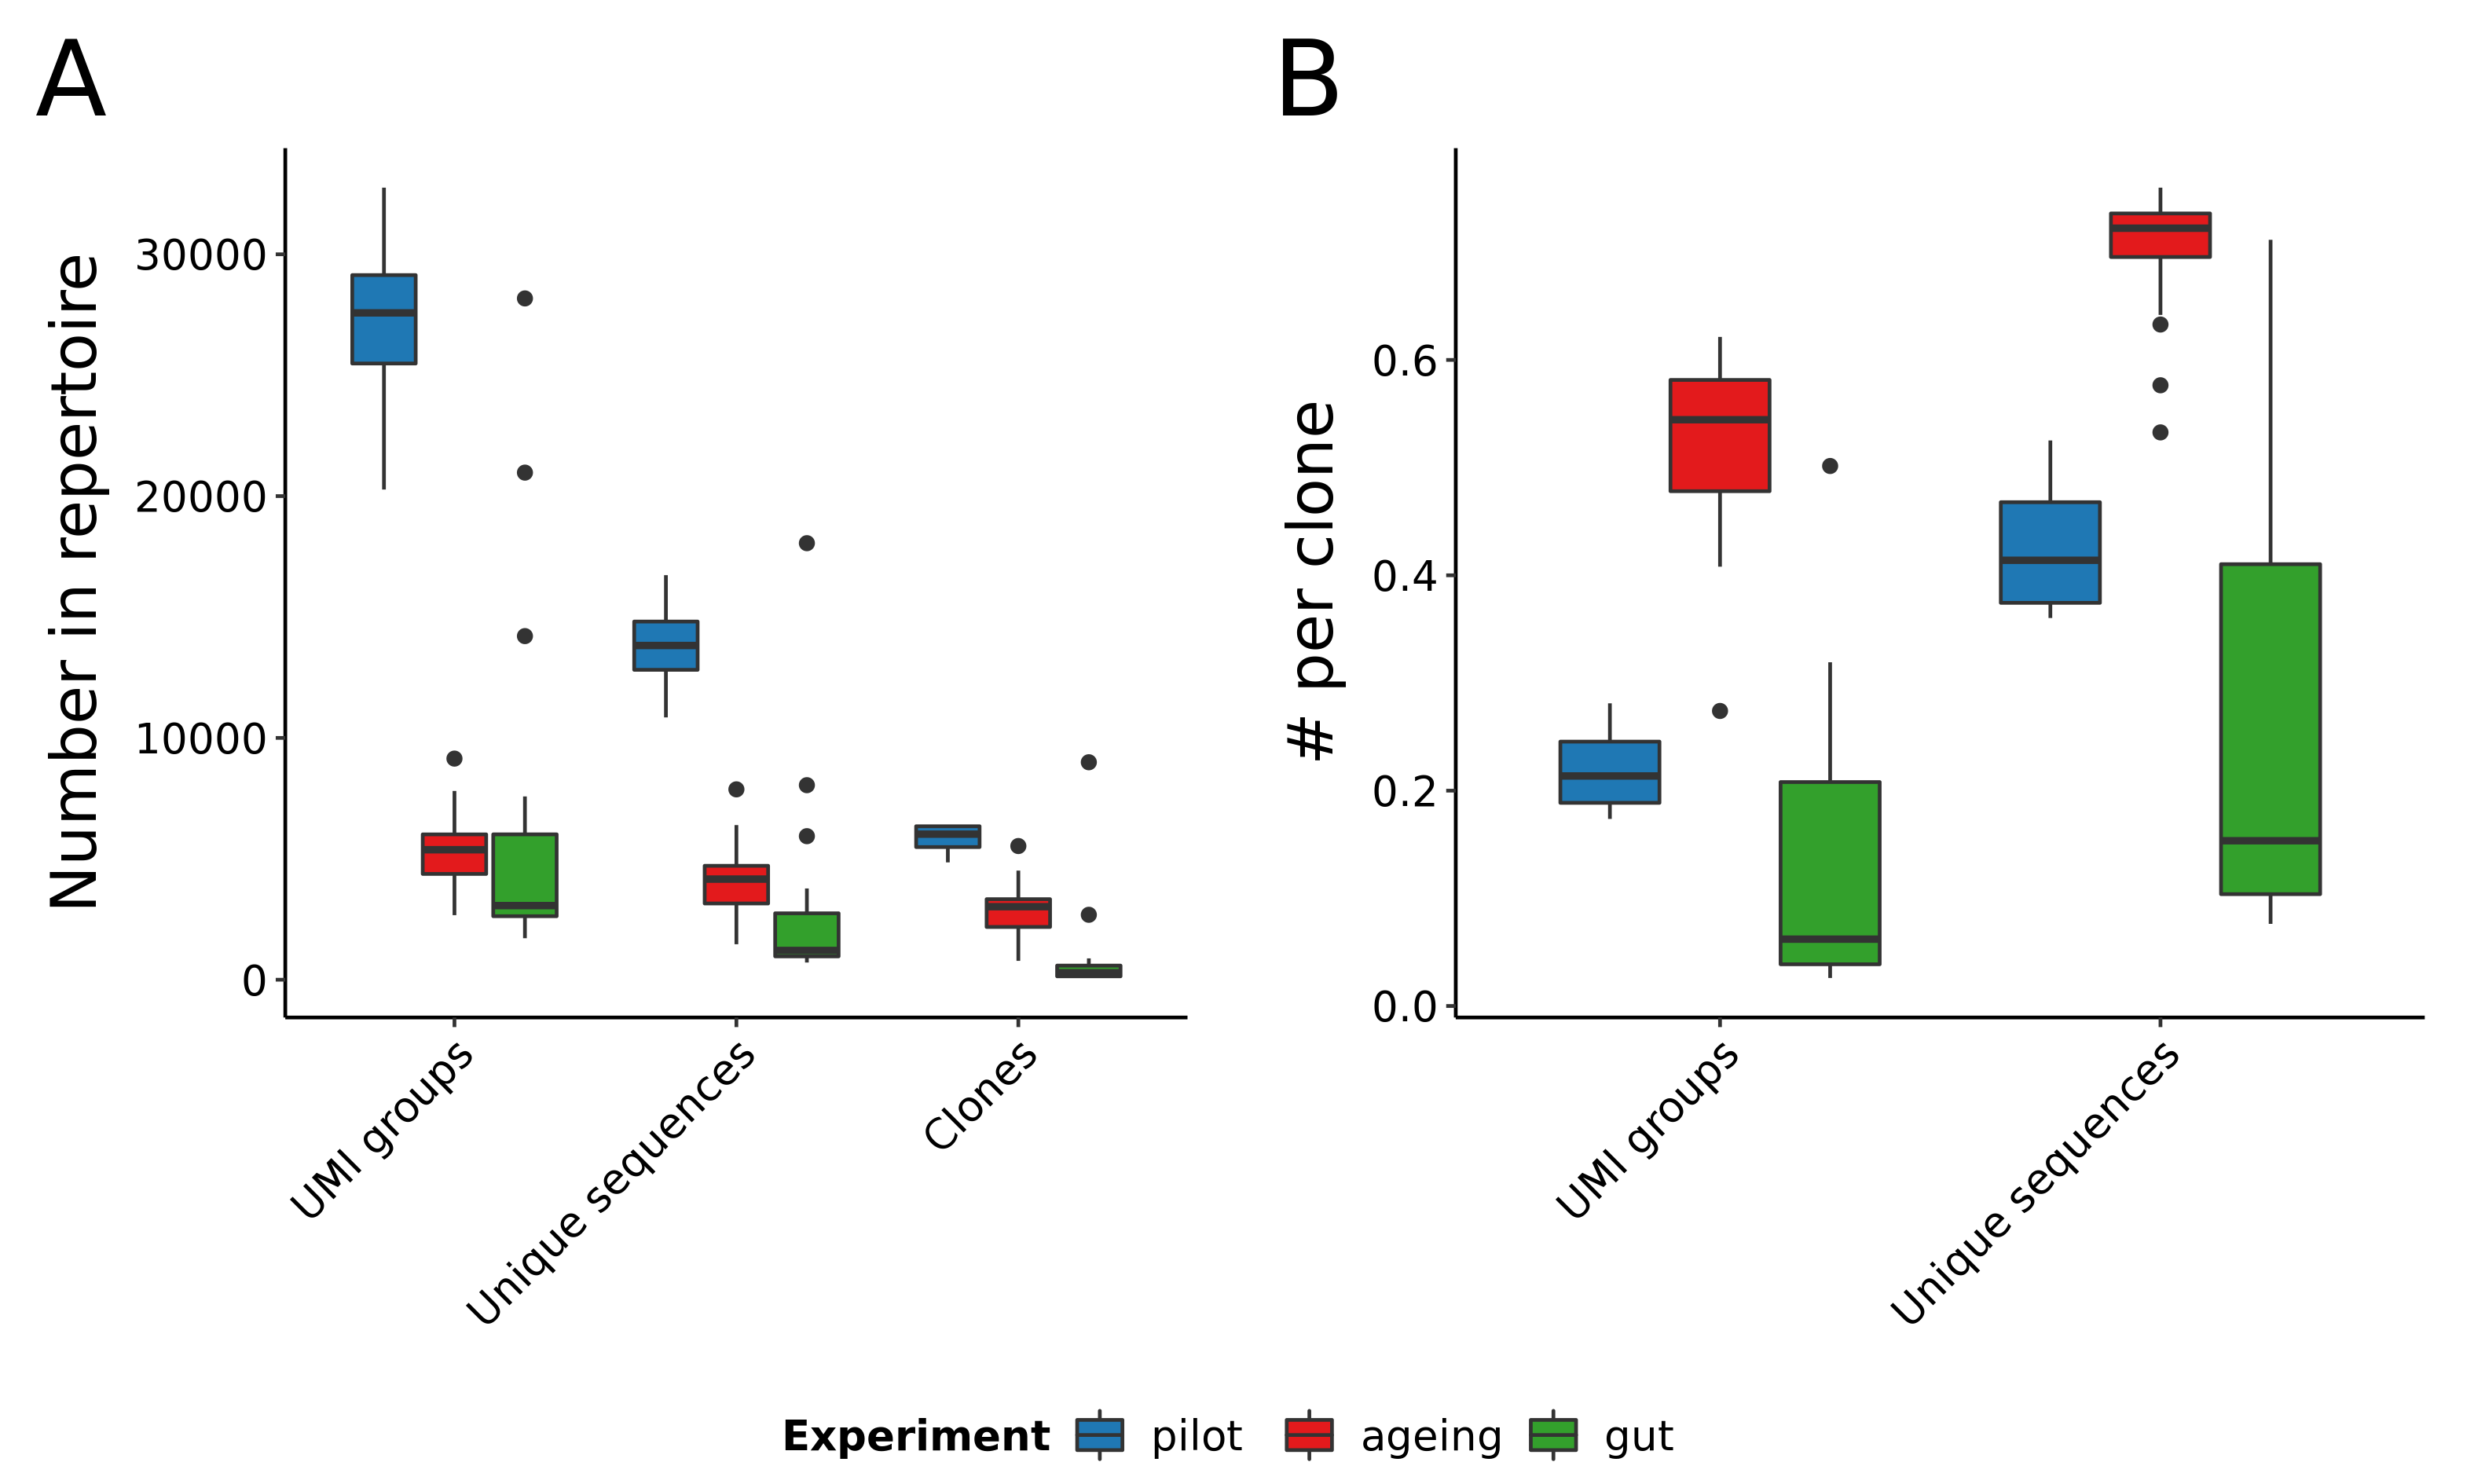 A
Number in repertoire
30000
20000
10000
0
UMI groups
Unique sequences
Clones
B
# per clone
0.6
0.4
0.2
0.0
UMI groups
Unique sequences
Experiment pilot ageing gut